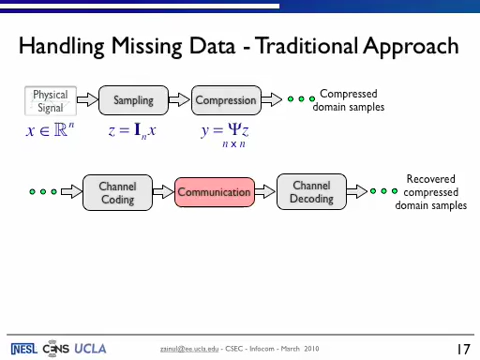 Handling Missing Data - Traditional Approach
Physical
Signal
Sampling
Compression
Compressed
domain samples
x ∈ ℝⁿ
z = Iₙx
y = Ψz
n x n
Channel
Coding
Communication
Channel
Decoding
Recovered
compressed
domain samples
NESL CENS UCLA
zainul@ee.ucla.edu - CSEC - Infocom - March 2010
17